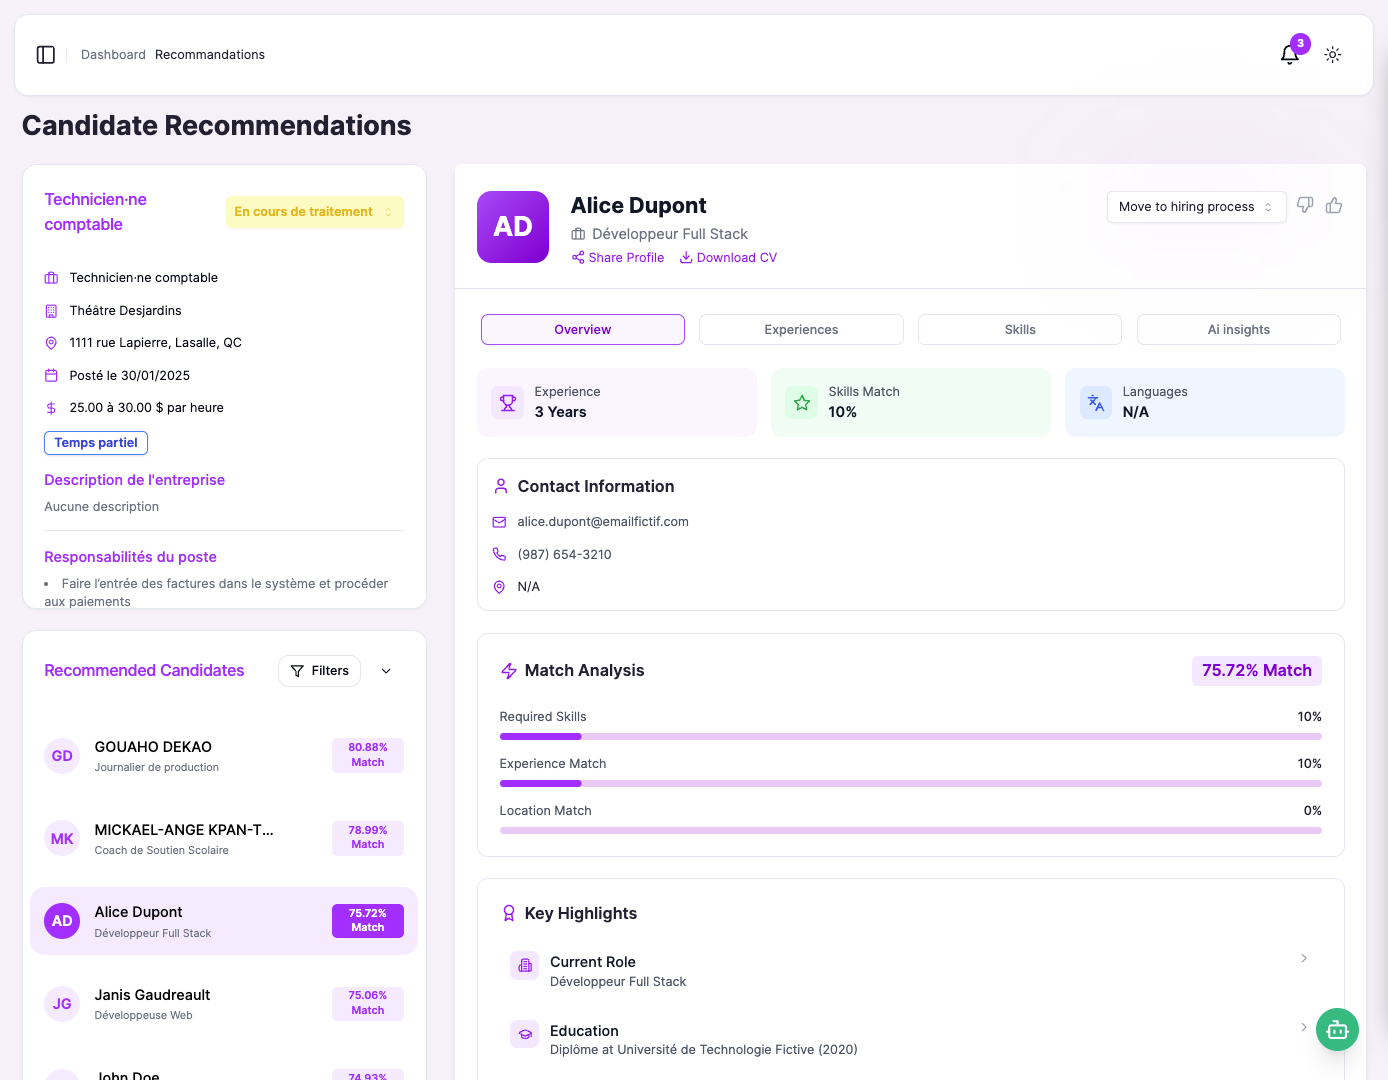 Dashboard Recommandations
3
Candidate Recommendations
Technicien·ne
comptable
En cours de traitement
Technicien·ne comptable
Théâtre Desjardins
1111 rue Lapierre, Lasalle, QC
Posté le 30/01/2025
25.00 à 30.00 $ par heure
Temps partiel
Description de l'entreprise
Aucune description
Responsabilités du poste
• Faire l'entrée des factures dans le système et procéder
aux paiements
Recommended Candidates
Filters
GD
GOUAHO DEKAO
Journalier de production
80.88%
Match
MK
MICKAEL-ANGE KPAN-T...
Coach de Soutien Scolaire
78.99%
Match
AD
Alice Dupont
Développeur Full Stack
75.72%
Match
JG
Janis Gaudreault
Développeuse Web
75.06%
Match
John Doe
74.93%
AD
Alice Dupont
Développeur Full Stack
Share Profile
Download CV
Move to hiring process
Overview
Experiences
Skills
Ai insights
Experience
3 Years
Skills Match
10%
Languages
N/A
Contact Information
alice.dupont@emailfictif.com
(987) 654-3210
N/A
Match Analysis
75.72% Match
Required Skills
10%
Experience Match
10%
Location Match
0%
Key Highlights
Current Role
Développeur Full Stack
Education
Diplôme at Université de Technologie Fictive (2020)